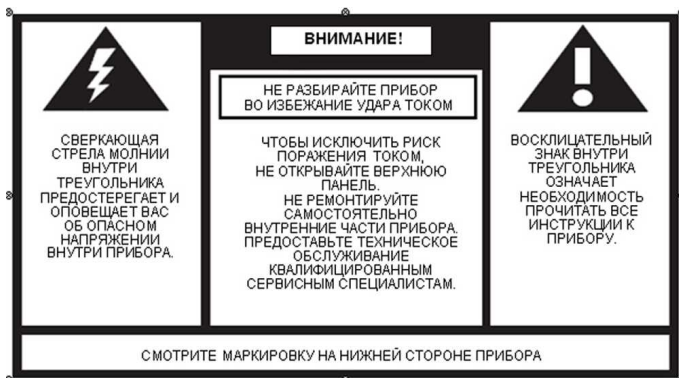 СВЕРКАЮЩАЯ
СТРЕЛА МОЛНИИ
ВНУТРИ
ТРЕУГОЛЬНИКА
ПРЕДОСТЕРЕГАЕТ И
ОПОВЕЩАЕТ ВАС
ОБ ОПАСНОМ
НАПРЯЖЕНИИ
ВНУТРИ ПРИБОРА.
ВНИМАНИЕ!
НЕ РАЗБИРАЙТЕ ПРИБОР
ВО ИЗБЕЖАНИЕ УДАРА ТОКОМ
ЧТОБЫ ИСКЛЮЧИТЬ РИСК
ПОРАЖЕНИЯ ТОКОМ,
НЕ ОТКРЫВАЙТЕ ВЕРХНЮЮ
ПАНЕЛЬ.
НЕ РЕМОНТИРУЙТЕ
САМОСТОЯТЕЛЬНО
ВНУТРЕННИЕ ЧАСТИ ПРИБОРА.
ПРЕДОСТАВЬТЕ ТЕХНИЧЕСКОЕ
ОБСЛУЖИВАНИЕ
КВАЛИФИЦИРОВАННЫМ
СЕРВИСНЫМ СПЕЦИАЛИСТАМ.
ВОСКЛИЦАТЕЛЬНЫЙ
ЗНАК ВНУТРИ
ТРЕУГОЛЬНИКА
ОЗНАЧАЕТ
НЕОБХОДИМОСТЬ
ПРОЧИТАТЬ ВСЕ
ИНСТРУКЦИИ К
ПРИБОРУ.
СМОТРИТЕ МАРКИРОВКУ НА НИЖНЕЙ СТОРОНЕ ПРИБОРА